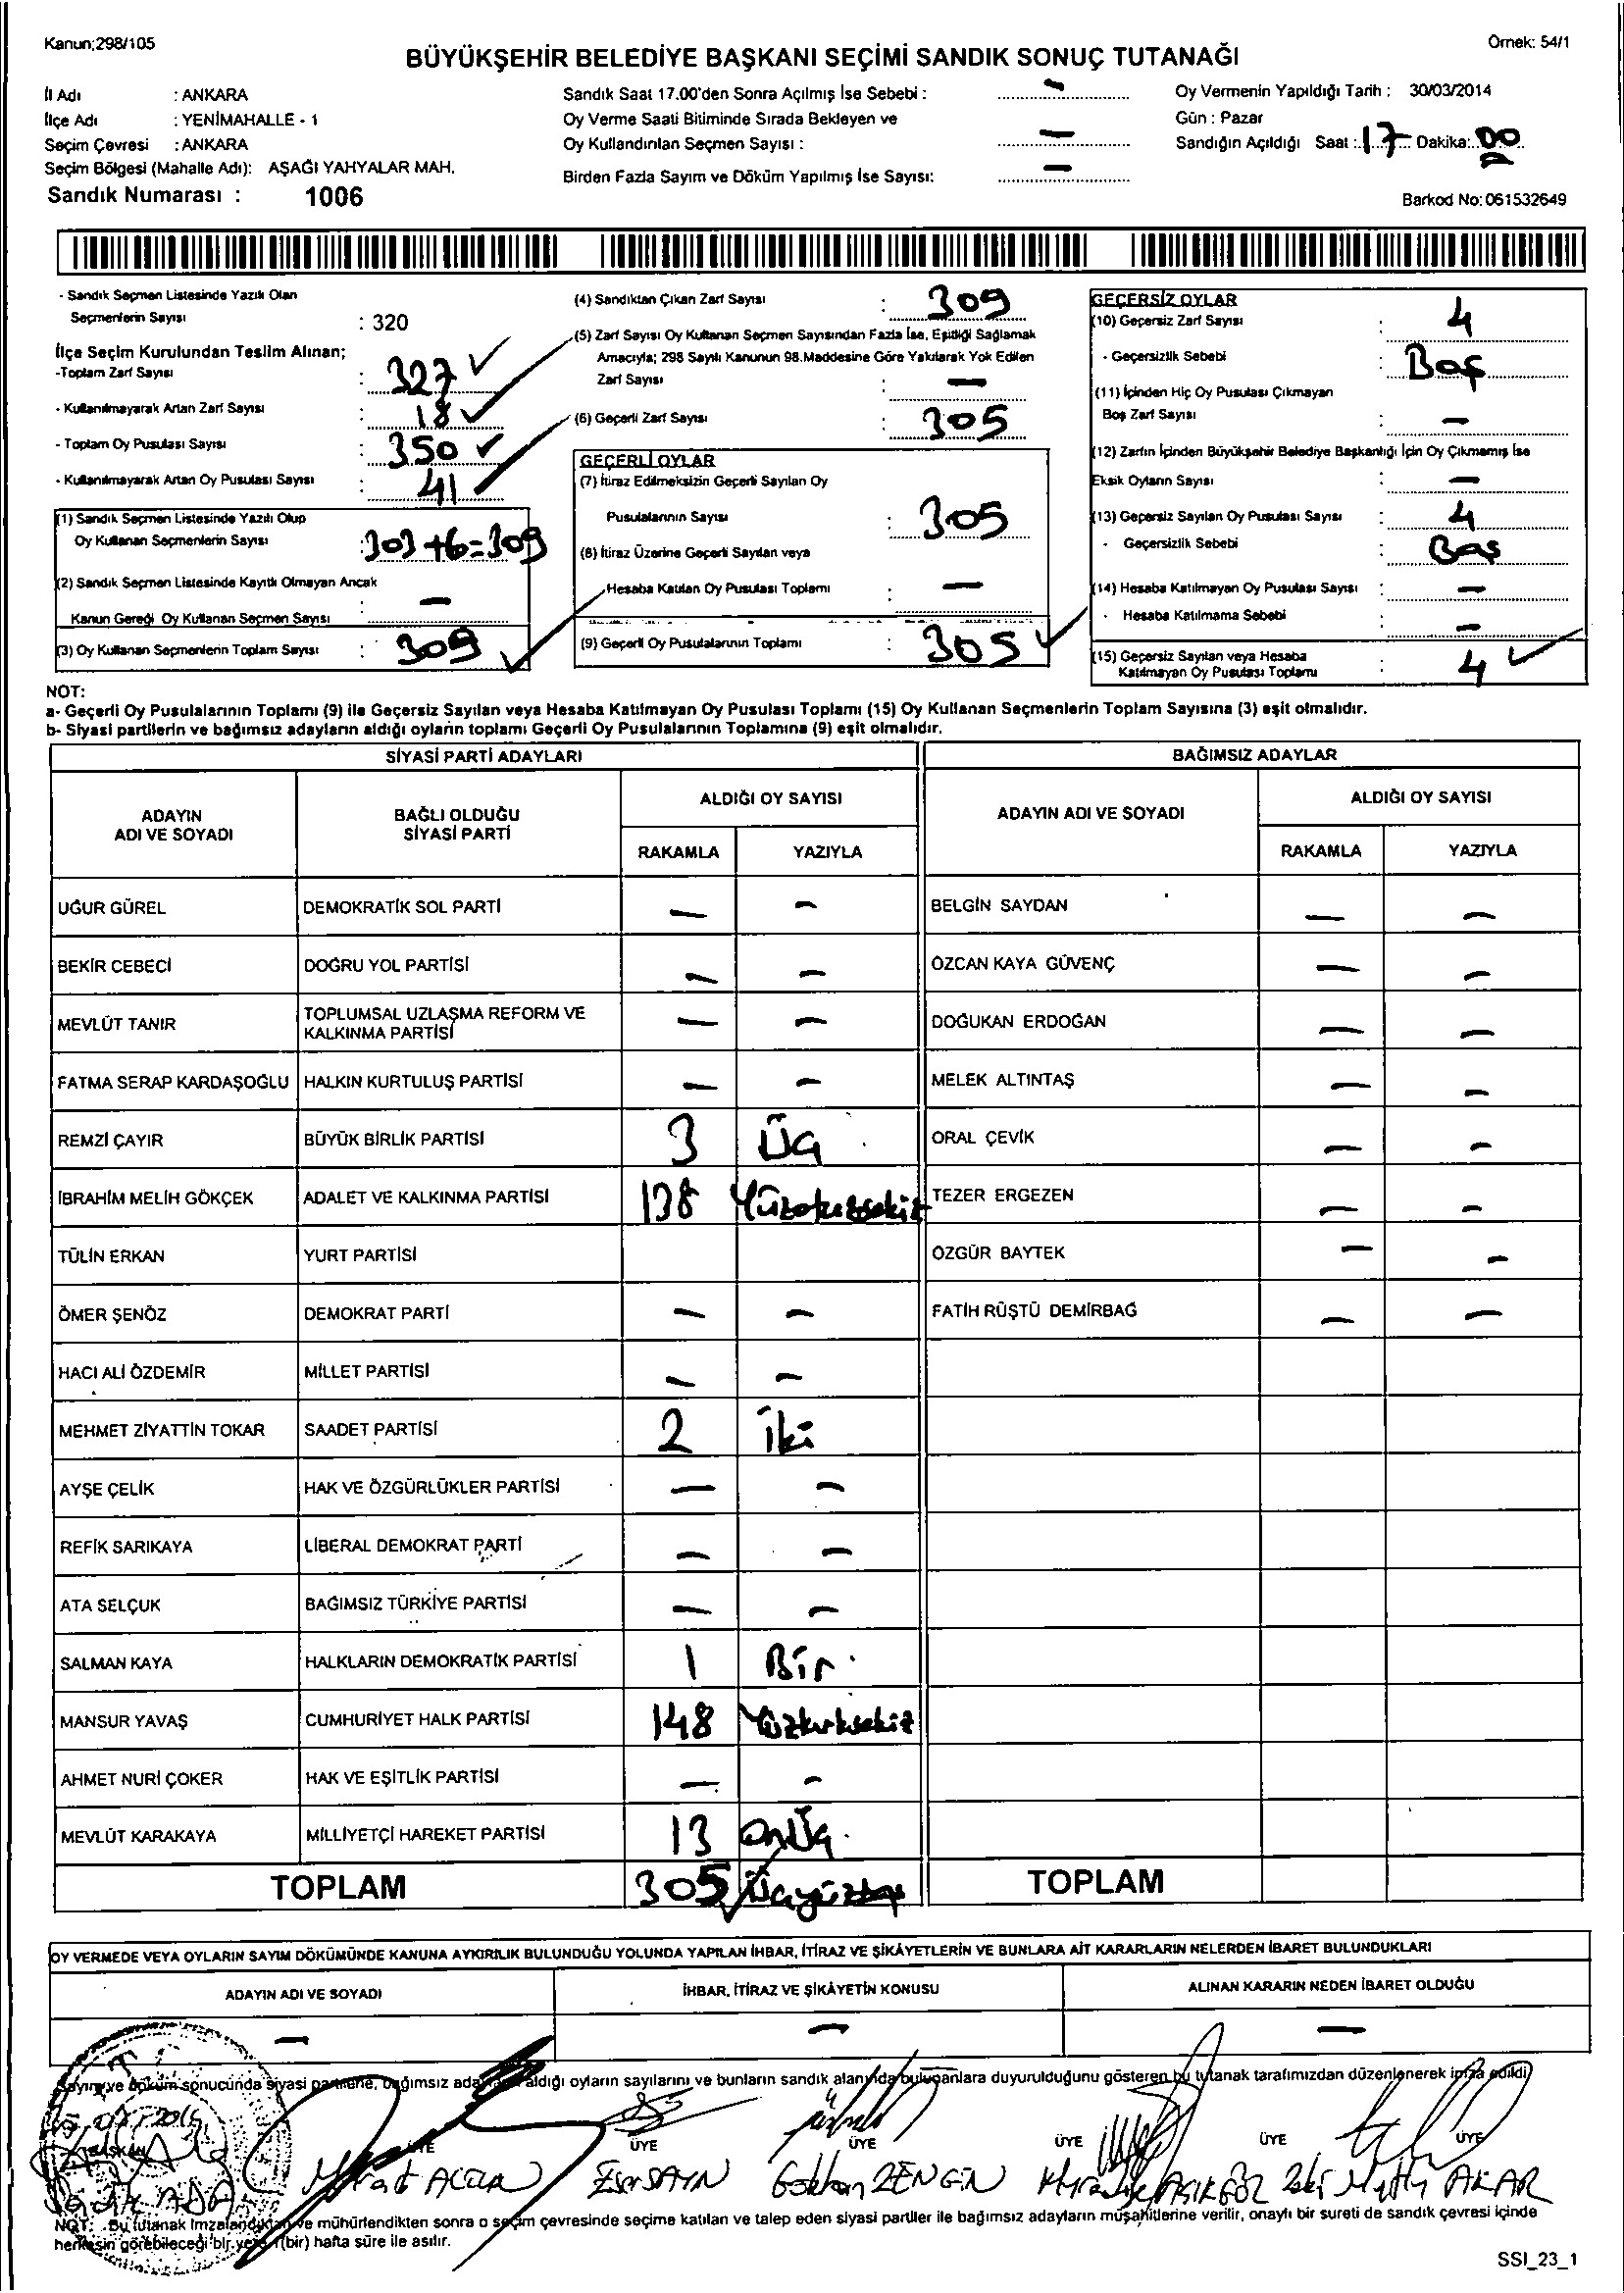 Kanun;298/105
Örnek: 54/1
BÜYÜKŞEHİR BELEDİYE BAŞKANI SEÇİMİ SANDIK SONUÇ TUTANAĞI
İl Adı : ANKARA
İlçe Adı : YENİMAHALLE - 1
Seçim Çevresi : ANKARA
Seçim Bölgesi (Mahalle Adı): AŞAĞI YAHYALAR MAH.
Sandık Numarası : 1006
Sandık Saat 17.00'den Sonra Açılmış İse Sebebi : -
Oy Verme Saati Bitiminde Sırada Bekleyen ve
Oy Kullandırılan Seçmen Sayısı : -
Birden Fazla Sayım ve Döküm Yapılmış İse Sayısı: -
Oy Vermenin Yapıldığı Tarih : 30/03/2014
Gün : Pazar
Sandığın Açıldığı Saat : 17 Dakika: 00
Barkod No: 061532649
- Sandık Seçmen Listesinde Yazılı Olan
Seçmenlerin Sayısı : 320
İlçe Seçim Kurulundan Teslim Alınan;
-Toplam Zarf Sayısı : 327
- Kullanılmayarak Artan Zarf Sayısı : 18
- Toplam Oy Pusulası Sayısı : 350
- Kullanılmayarak Artan Oy Pusulası Sayısı : 41
(1) Sandık Seçmen Listesinde Yazılı Olup
Oy Kullanan Seçmenlerin Sayısı : 303+6=309
(2) Sandık Seçmen Listesinde Kayıtlı Olmayan Ancak
Kanun Gereği Oy Kullanan Seçmen Sayısı : -
(3) Oy Kullanan Seçmenlerin Toplam Sayısı : 309
(4) Sandıktan Çıkan Zarf Sayısı : 309
(5) Zarf Sayısı Oy Kullanan Seçmen Sayısından Fazla İse, Eşitliği Sağlamak
Amacıyla; 298 Sayılı Kanunun 98.Maddesine Göre Yakılarak Yok Edilen
Zarf Sayısı : -
(6) Geçerli Zarf Sayısı : 305
GEÇERLİ OYLAR
(7) İtiraz Edilmeksizin Geçerli Sayılan Oy
Pusulalarının Sayısı : 305
(8) İtiraz Üzerine Geçerli Sayılan veya
Hesaba Katılan Oy Pusulası Toplamı : -
(9) Geçerli Oy Pusulalarının Toplamı : 305
GEÇERSİZ OYLAR
(10) Geçersiz Zarf Sayısı : 4
- Geçersizlik Sebebi : Boş
(11) İçinden Hiç Oy Pusulası Çıkmayan
Boş Zarf Sayısı : -
(12) Zarfın İçinden Büyükşehir Belediye Başkanlığı İçin Oy Çıkmamış İse
Eksik Oyların Sayısı : -
(13) Geçersiz Sayılan Oy Pusulası Sayısı : 4
- Geçersizlik Sebebi : Boş
(14) Hesaba Katılmayan Oy Pusulası Sayısı : -
- Hesaba Katılmama Sebebi : -
(15) Geçersiz Sayılan veya Hesaba
Katılmayan Oy Pusulası Toplamı : 4
NOT:
a- Geçerli Oy Pusulalarının Toplamı (9) ile Geçersiz Sayılan veya Hesaba Katılmayan Oy Pusulası Toplamı (15) Oy Kullanan Seçmenlerin Toplam Sayısına (3) eşit olmalıdır.
b- Siyasi partilerin ve bağımsız adayların aldığı oyların toplamı Geçerli Oy Pusulalarının Toplamına (9) eşit olmalıdır.
SİYASİ PARTİ ADAYLARI
ADAYIN ADI VE SOYADI BAĞLI OLDUĞU SİYASİ PARTİ ALDIĞI OY SAYISI
RAKAMLA YAZIYLA
UĞUR GÜREL DEMOKRATİK SOL PARTİ - -
BEKİR CEBECİ DOĞRU YOL PARTİSİ - -
MEVLÜT TANIR TOPLUMSAL UZLAŞMA REFORM VE KALKINMA PARTİSİ - -
FATMA SERAP KARDAŞOĞLU HALKIN KURTULUŞ PARTİSİ - -
REMZİ ÇAYIR BÜYÜK BİRLİK PARTİSİ 3 Üç
İBRAHİM MELİH GÖKÇEK ADALET VE KALKINMA PARTİSİ 138 Yüzotuzsekiz
TÜLİN ERKAN YURT PARTİSİ
ÖMER ŞENÖZ DEMOKRAT PARTİ - -
HACI ALİ ÖZDEMİR MİLLET PARTİSİ - -
MEHMET ZİYATTİN TOKAR SAADET PARTİSİ 2 İki
AYŞE ÇELİK HAK VE ÖZGÜRLÜKLER PARTİSİ - -
REFİK SARIKAYA LİBERAL DEMOKRAT PARTİ - -
ATA SELÇUK BAĞIMSIZ TÜRKİYE PARTİSİ - -
SALMAN KAYA HALKLARIN DEMOKRATİK PARTİSİ 1 Bir
MANSUR YAVAŞ CUMHURİYET HALK PARTİSİ 148 Yüzkırksekiz
AHMET NURİ ÇOKER HAK VE EŞİTLİK PARTİSİ - -
MEVLÜT KARAKAYA MİLLİYETÇİ HAREKET PARTİSİ 13 OnÜç
TOPLAM 305 Üçyüzbeş
BAĞIMSIZ ADAYLAR
ADAYIN ADI VE SOYADI ALDIĞI OY SAYISI
RAKAMLA YAZIYLA
BELGİN SAYDAN - -
ÖZCAN KAYA GÜVENÇ - -
DOĞUKAN ERDOĞAN - -
MELEK ALTINTAŞ - -
ORAL ÇEVİK - -
TEZER ERGEZEN - -
ÖZGÜR BAYTEK - -
FATİH RÜŞTÜ DEMİRBAĞ - -
TOPLAM
OY VERMEDE VEYA OYLARIN SAYIM DÖKÜMÜNDE KANUNA AYKIRILIK BULUNDUĞU YOLUNDA YAPILAN İHBAR, İTİRAZ VE ŞİKÂYETLERİN VE BUNLARA AİT KARARLARIN NELERDEN İBARET BULUNDUKLARI
ADAYIN ADI VE SOYADI İHBAR, İTİRAZ VE ŞİKÂYETİN KONUSU ALINAN KARARIN NEDEN İBARET OLDUĞU
- - -
Sayım ve döküm sonucunda siyasi partilerle, bağımsız adayların aldığı oyların sayılarını ve bunların sandık alanında bulunanlara duyurulduğunu gösteren bu tutanak tarafımızdan düzenlenerek imza edildi
BAŞKAN ÜYE ÜYE ÜYE ÜYE ÜYE ÜYE
Eser SAYIN Gökhan ZENGİN AÇIKGÖZ AKAR
NOT: Bu tutanak imzalandıktan ve mühürlendikten sonra o seçim çevresinde seçime katılan ve talep eden siyasi partiler ile bağımsız adayların müşahitlerine verilir, onaylı bir sureti de sandık çevresi içinde
herkesin görebileceği bir yere 1(bir) hafta süre ile asılır.
SSI_23_1